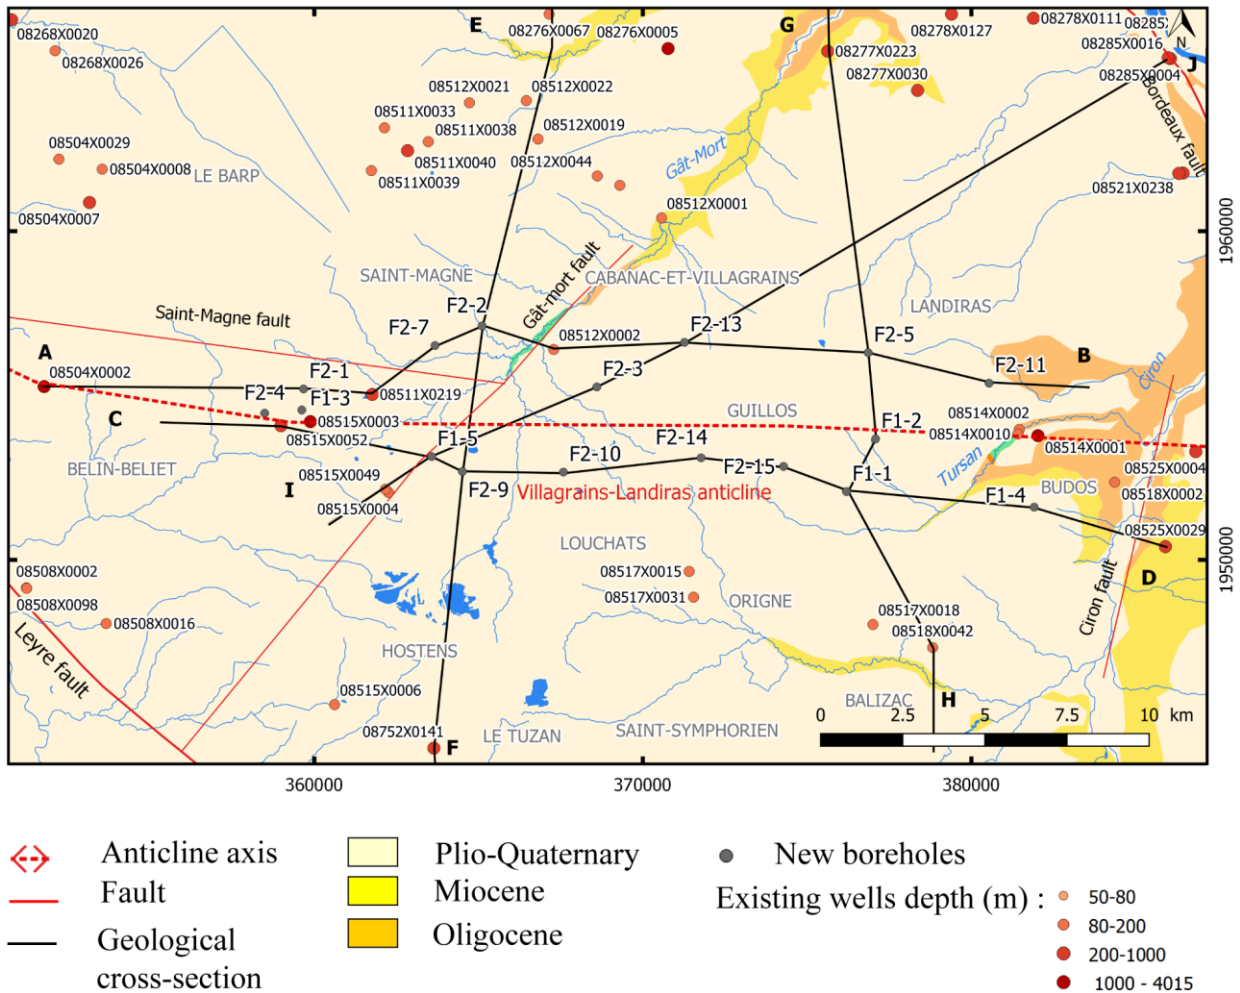 E
G
08276X0067
08276X0005
08278X0111
08285
08268X0020
08278X0127
08285X0016
N
08268X0026
08277X0223
J
08277X0030
08285X0004
08512X0021
08512X0022
Bordeaux fault
08511X0033
08511X0038
08512X0019
08504X0029
Gât-Mort
08504X0008
LE BARP
08511X0040
08512X0044
08511X0039
08521X0238
08504X0007
08512X0001
1960000
SAINT-MAGNE
Gât-mort fault
CABANAC-ET-VILLAGRAINS
F2-2
LANDIRAS
Saint-Magne fault
F2-7
F2-13
08512X0002
F2-5
A
F2-1
F2-11
B
Ciron
08504X0002
F2-4
F1-3
08511X0219
F2-3
C
08515X0003
GUILLOS
F1-2
08514X0002
08515X0052
F1-5
F2-14
08514X0010
08514X0001
BELIN-BELIET
F2-10
F2-15
Tursan
08525X0004
I
08515X0049
F2-9
F1-1
BUDOS
08518X0002
08515X0004
Villagrains-Landiras anticline
F1-4
08525X0029
LOUCHATS
1950000
08508X0002
08517X0015
D
08508X0098
08517X0031
ORIGNE
08517X0018
Ciron fault
08508X0016
08518X0042
Leyre fault
HOSTENS
08515X0006
H
BALIZAC
08752X0141
F
LE TUZAN
SAINT-SYMPHORIEN
0
2.5
5
7.5
10 km
360000
370000
380000
Anticline axis
Plio-Quaternary
New boreholes
Fault
Miocene
Existing wells depth (m) :
50-80
Geological
cross-section
Oligocene
80-200
200-1000
1000 - 4015